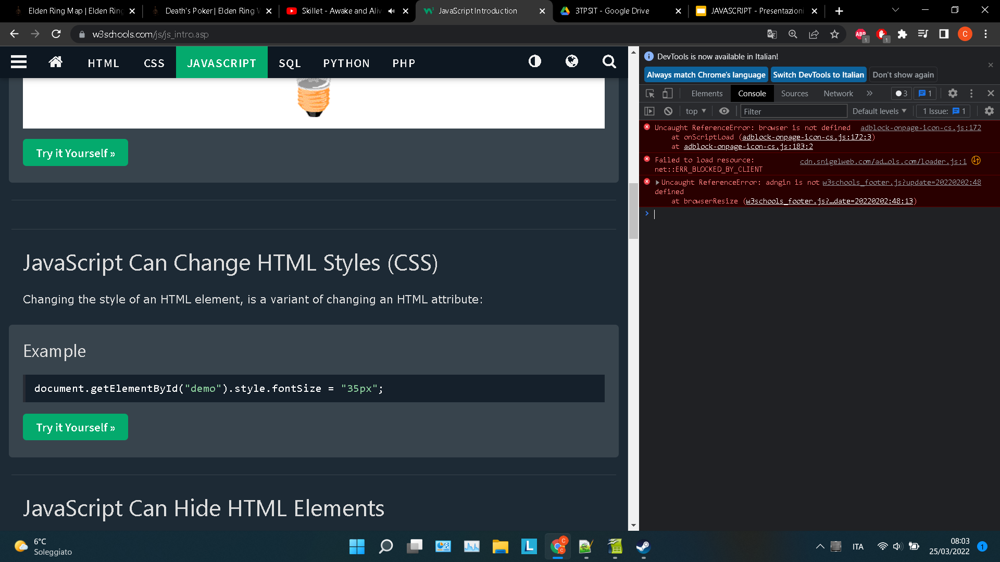 Elden Ring Map | Elden Ring
Death's Poker | Elden Ring W
Skillet - Awake and Aliv
JavaScript Introduction
3TPSIT - Google Drive
JAVASCRIPT - Presentazioni
w3schools.com/js/js_intro.asp
ABP
1
1
C
HTML
CSS
JAVASCRIPT
SQL
PYTHON
PHP
Try it Yourself »
JavaScript Can Change HTML Styles (CSS)
Changing the style of an HTML element, is a variant of changing an HTML attribute:
Example
document.getElementById("demo").style.fontSize = "35px";
Try it Yourself »
JavaScript Can Hide HTML Elements
DevTools is now available in Italian!
Always match Chrome's language
Switch DevTools to Italian
Don't show again
Elements
Console
Sources
Network
3
1
top
Filter
Default levels
1 Issue: 1
Uncaught ReferenceError: browser is not defined adblock-onpage-icon-cs.js:172
at onScriptLoad (adblock-onpage-icon-cs.js:172:3)
at adblock-onpage-icon-cs.js:183:2
Failed to load resource: cdn.snigelweb.com/ad…ols.com/loader.js:1
net::ERR_BLOCKED_BY_CLIENT
Uncaught ReferenceError: adngin is not w3schools_footer.js?update=20220202:48
defined
at browserResize (w3schools_footer.js?…date=20220202:48:13)
6°C
Soleggiato
L
C
C
ITA
08:03
25/03/2022
1